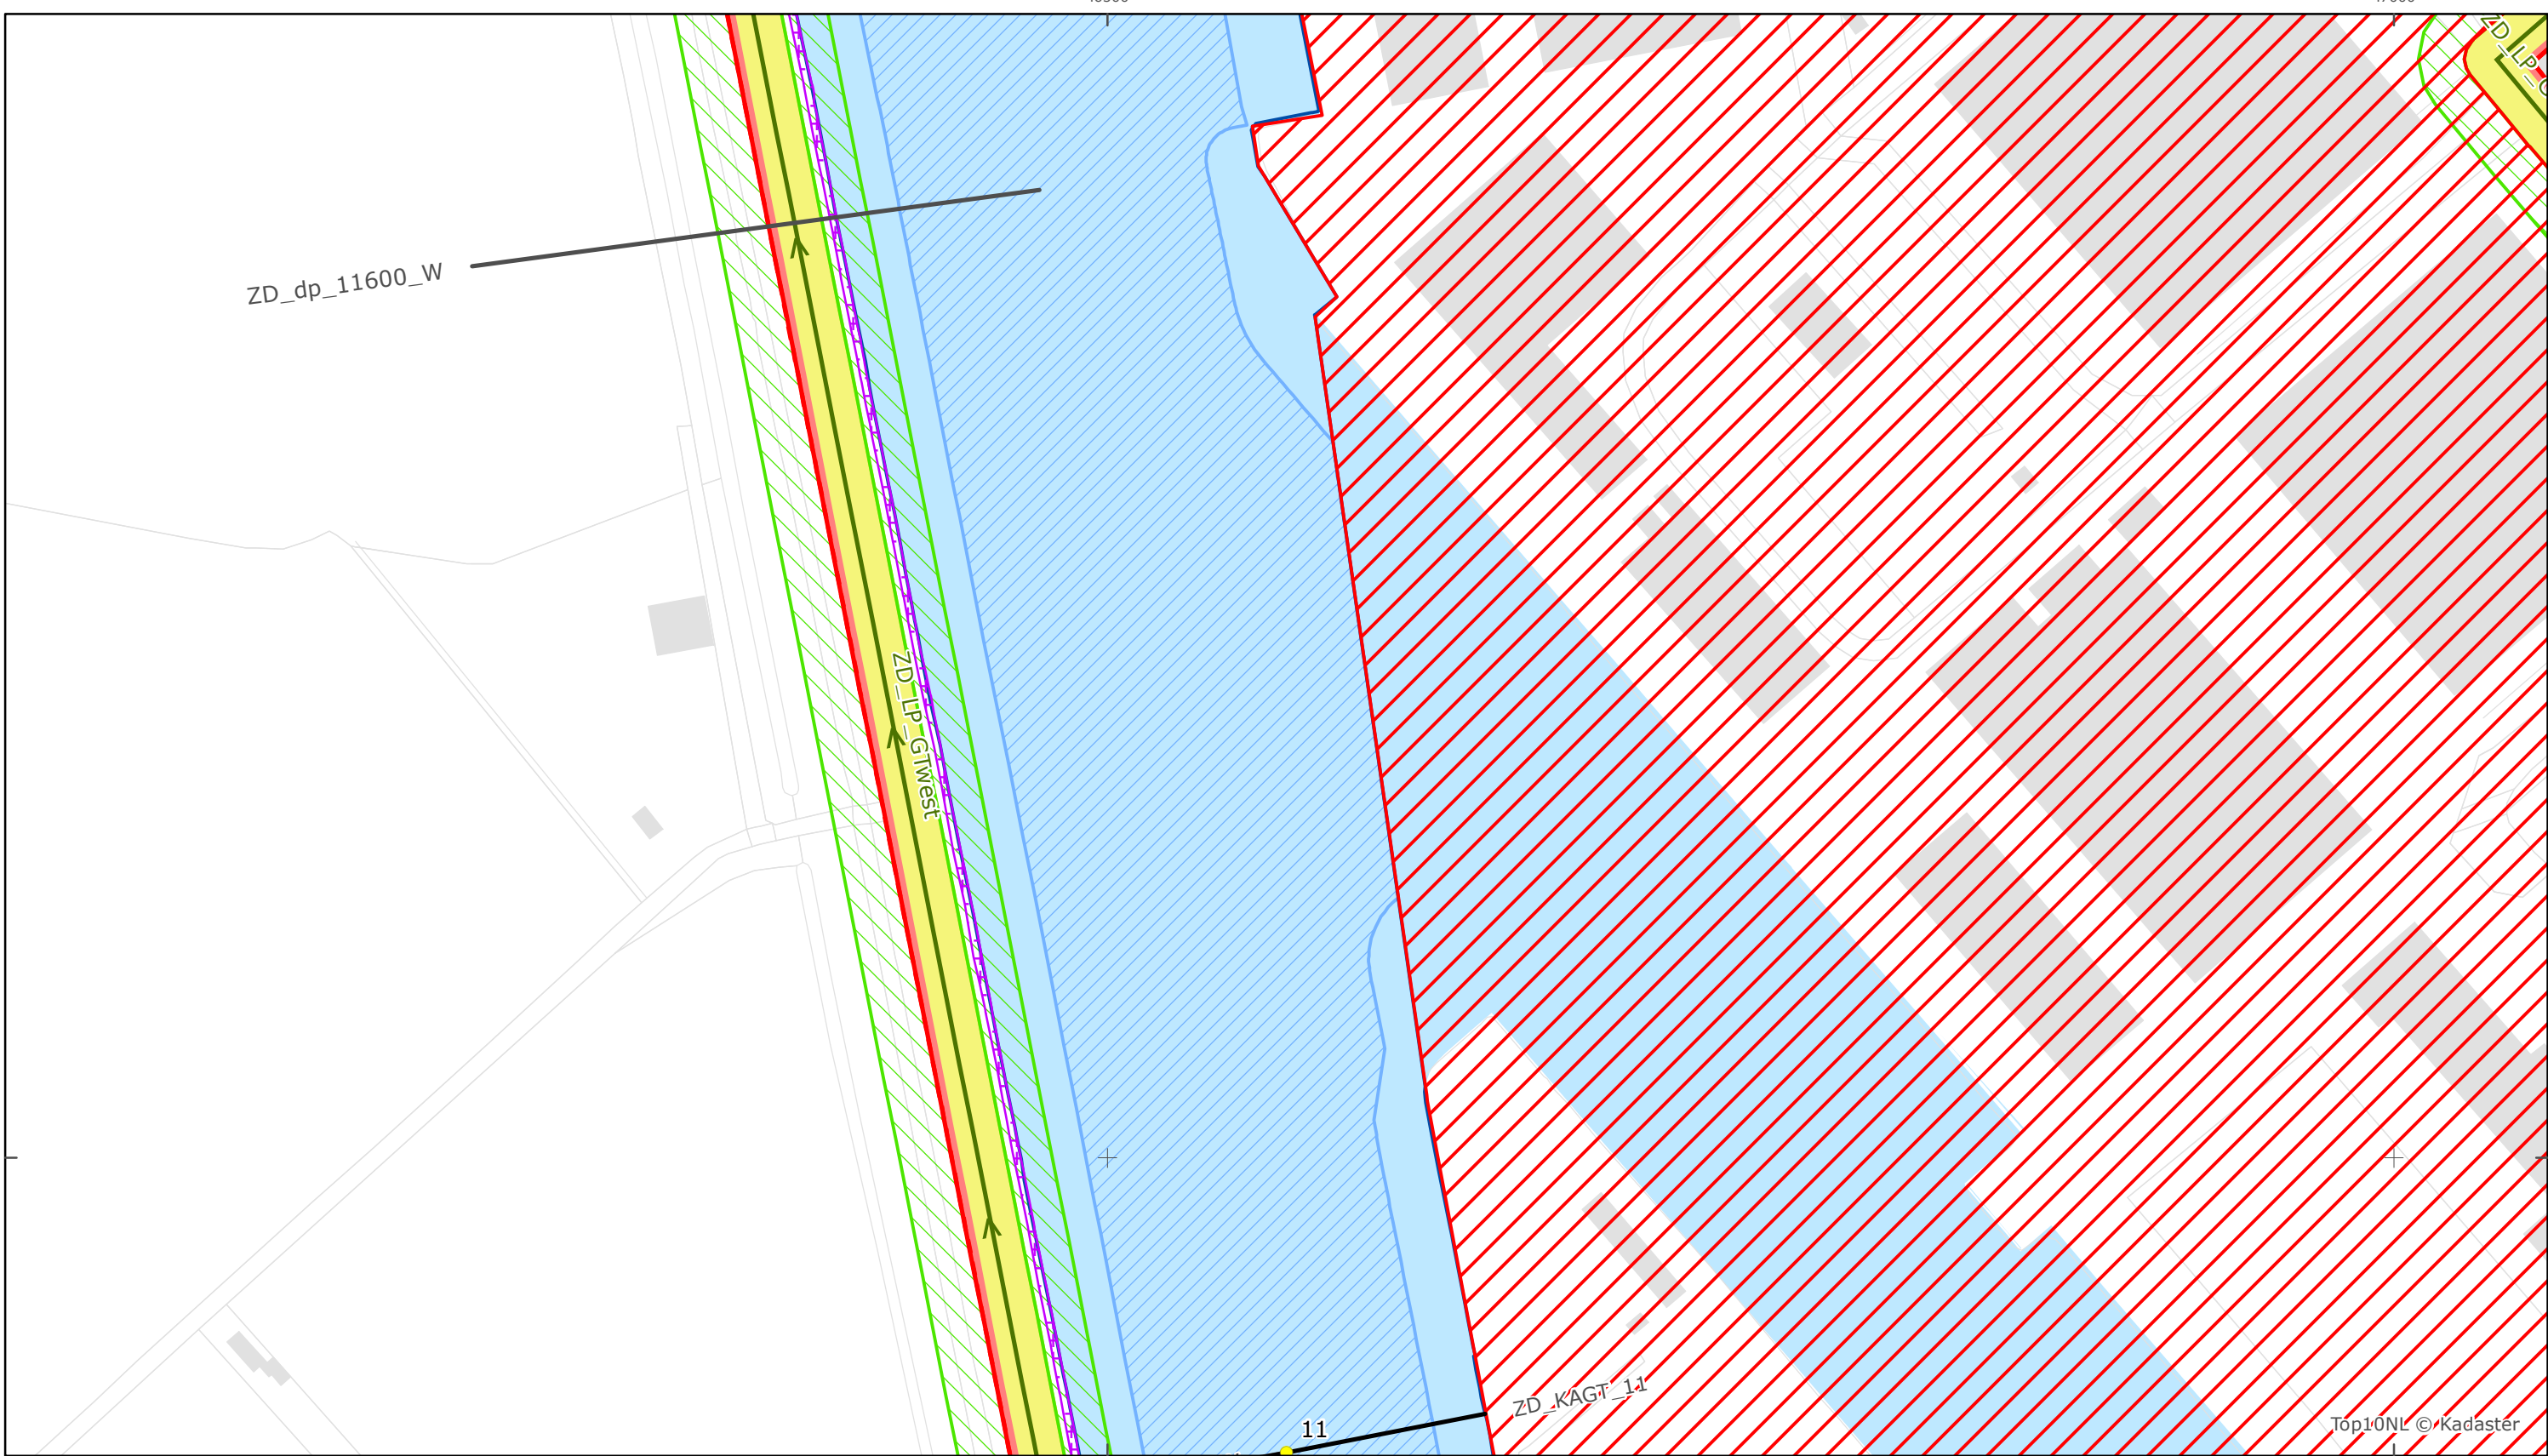 ZD_dp_11600_W
ZD_LP_GTwest
11
ZD_KAGT_11
Top10NL © Kadaster